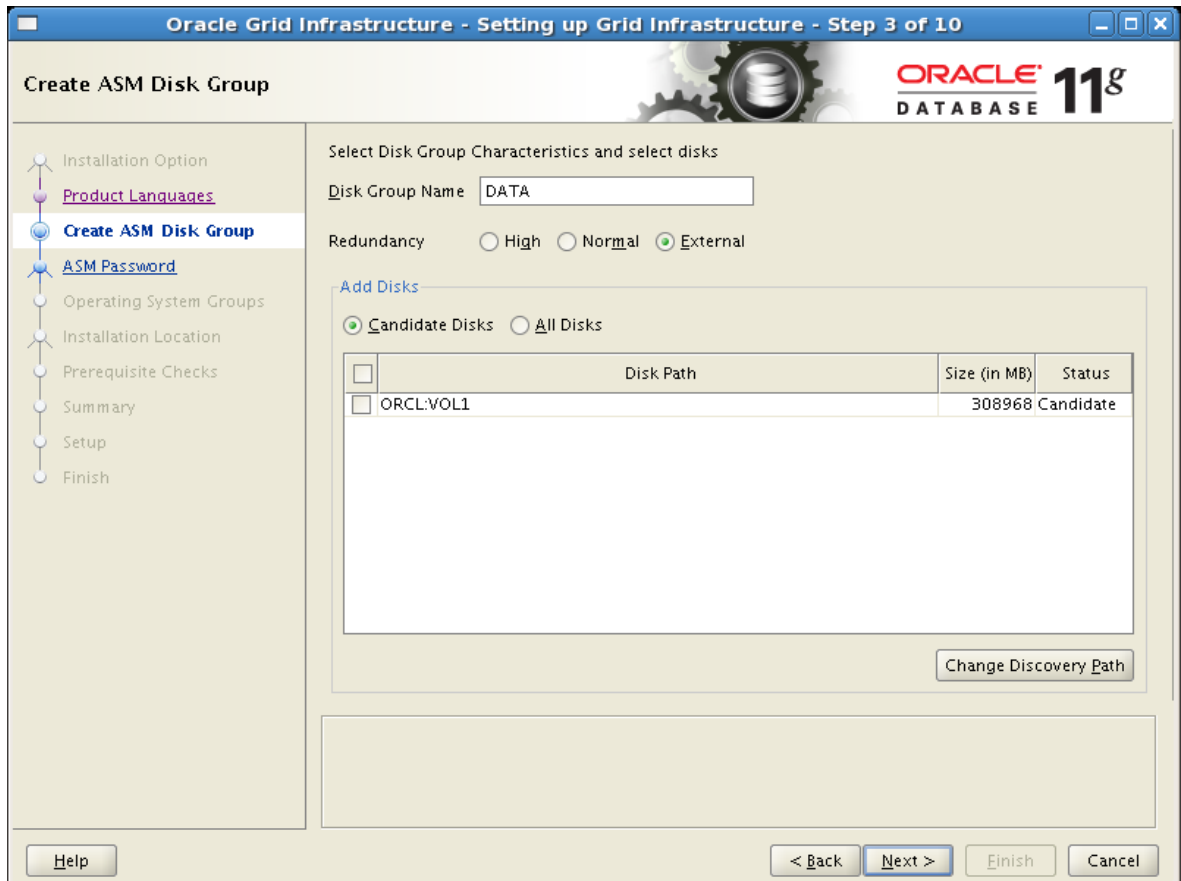 Oracle Grid Infrastructure - Setting up Grid Infrastructure - Step 3 of 10
Create ASM Disk Group
ORACLE
DATABASE 11g
Installation Option
Product Languages
Create ASM Disk Group
ASM Password
Operating System Groups
Installation Location
Prerequisite Checks
Summary
Setup
Finish
Select Disk Group Characteristics and select disks
Disk Group Name DATA
Redundancy High Normal External
Add Disks
Candidate Disks All Disks
Disk Path Size (in MB) Status
ORCL:VOL1 308968 Candidate
Change Discovery Path
Help < Back Next > Finish Cancel